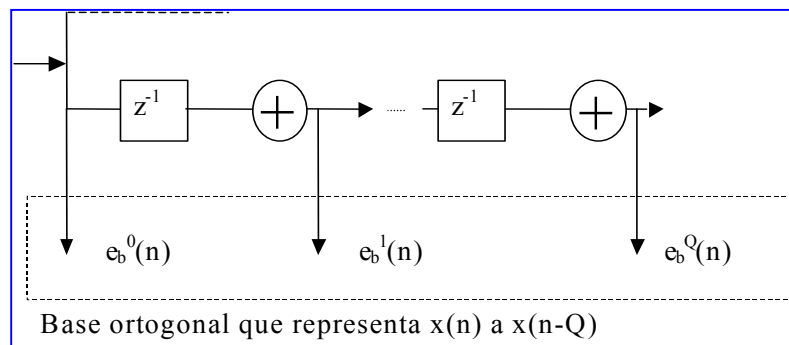 z⁻¹ + ...... z⁻¹ +
e_b⁰(n) e_b¹(n) e_b^Q(n)
Base ortogonal que representa x(n) a x(n-Q)